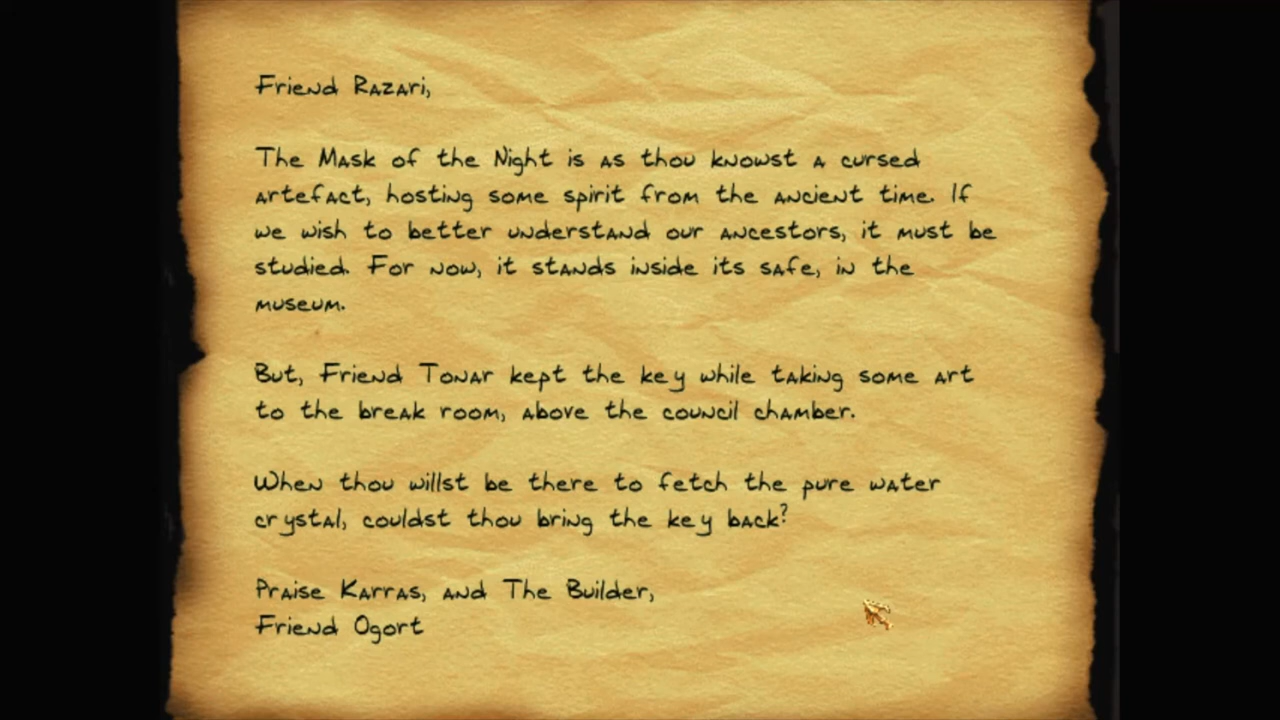 Friend Razari,
The Mask of the Night is as thou knowst a cursed
artefact, hosting some spirit from the ancient time. If
we wish to better understand our ancestors, it must be
studied. For now, it stands inside its safe, in the
museum.
But, Friend Tonar kept the key while taking some art
to the break room, above the council chamber.
When thou willst be there to fetch the pure water
crystal, couldst thou bring the key back?
Praise Karras, and The Builder,
Friend Ogort